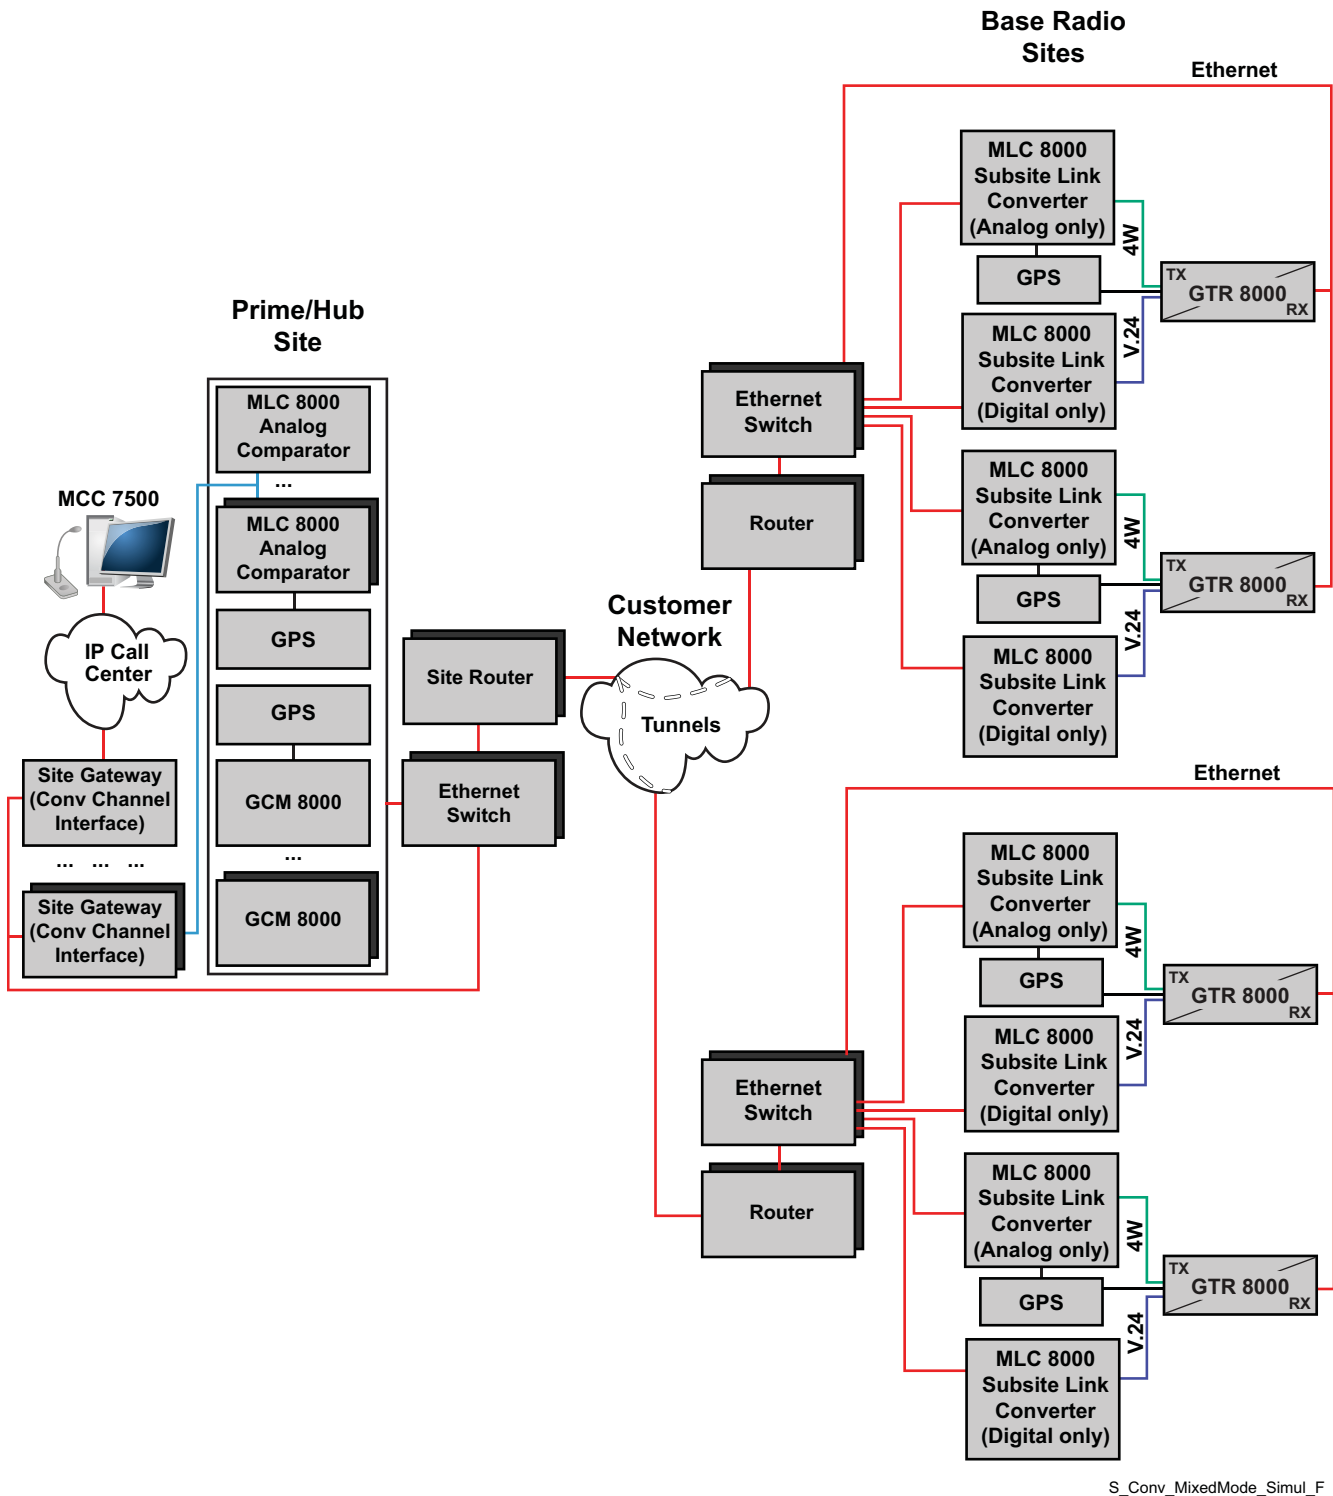 Base Radio
Sites
Ethernet
MLC 8000
Subsite Link
Converter
(Analog only)
4W
GPS
TX
GTR 8000
RX
V.24
MLC 8000
Subsite Link
Converter
(Digital only)
Ethernet
Switch
Router
MLC 8000
Subsite Link
Converter
(Analog only)
4W
GPS
TX
GTR 8000
RX
V.24
MLC 8000
Subsite Link
Converter
(Digital only)
Prime/Hub
Site
MLC 8000
Analog
Comparator
...
MLC 8000
Analog
Comparator
GPS
GPS
GCM 8000
...
GCM 8000
MCC 7500
IP Call
Center
Site Gateway
(Conv Channel
Interface)
... ... ...
Site Gateway
(Conv Channel
Interface)
Site Router
Ethernet
Switch
Customer
Network
Tunnels
Ethernet
MLC 8000
Subsite Link
Converter
(Analog only)
4W
GPS
TX
GTR 8000
RX
V.24
MLC 8000
Subsite Link
Converter
(Digital only)
Ethernet
Switch
Router
MLC 8000
Subsite Link
Converter
(Analog only)
4W
GPS
TX
GTR 8000
RX
V.24
MLC 8000
Subsite Link
Converter
(Digital only)
S_Conv_MixedMode_Simul_F